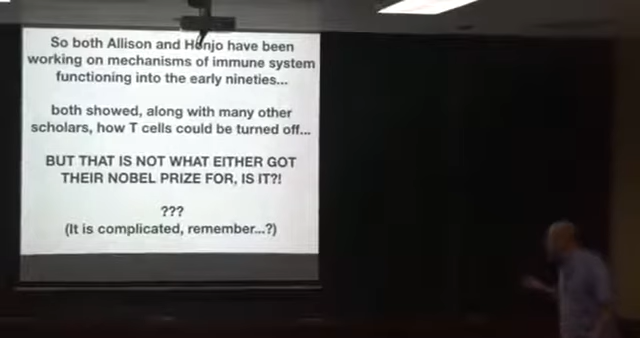 So both Allison and Honjo have been
working on mechanisms of immune system
functioning into the early nineties...
both showed, along with many other
scholars, how T cells could be turned off...
BUT THAT IS NOT WHAT EITHER GOT
THEIR NOBEL PRIZE FOR, IS IT?!
???
(It is complicated, remember...?)